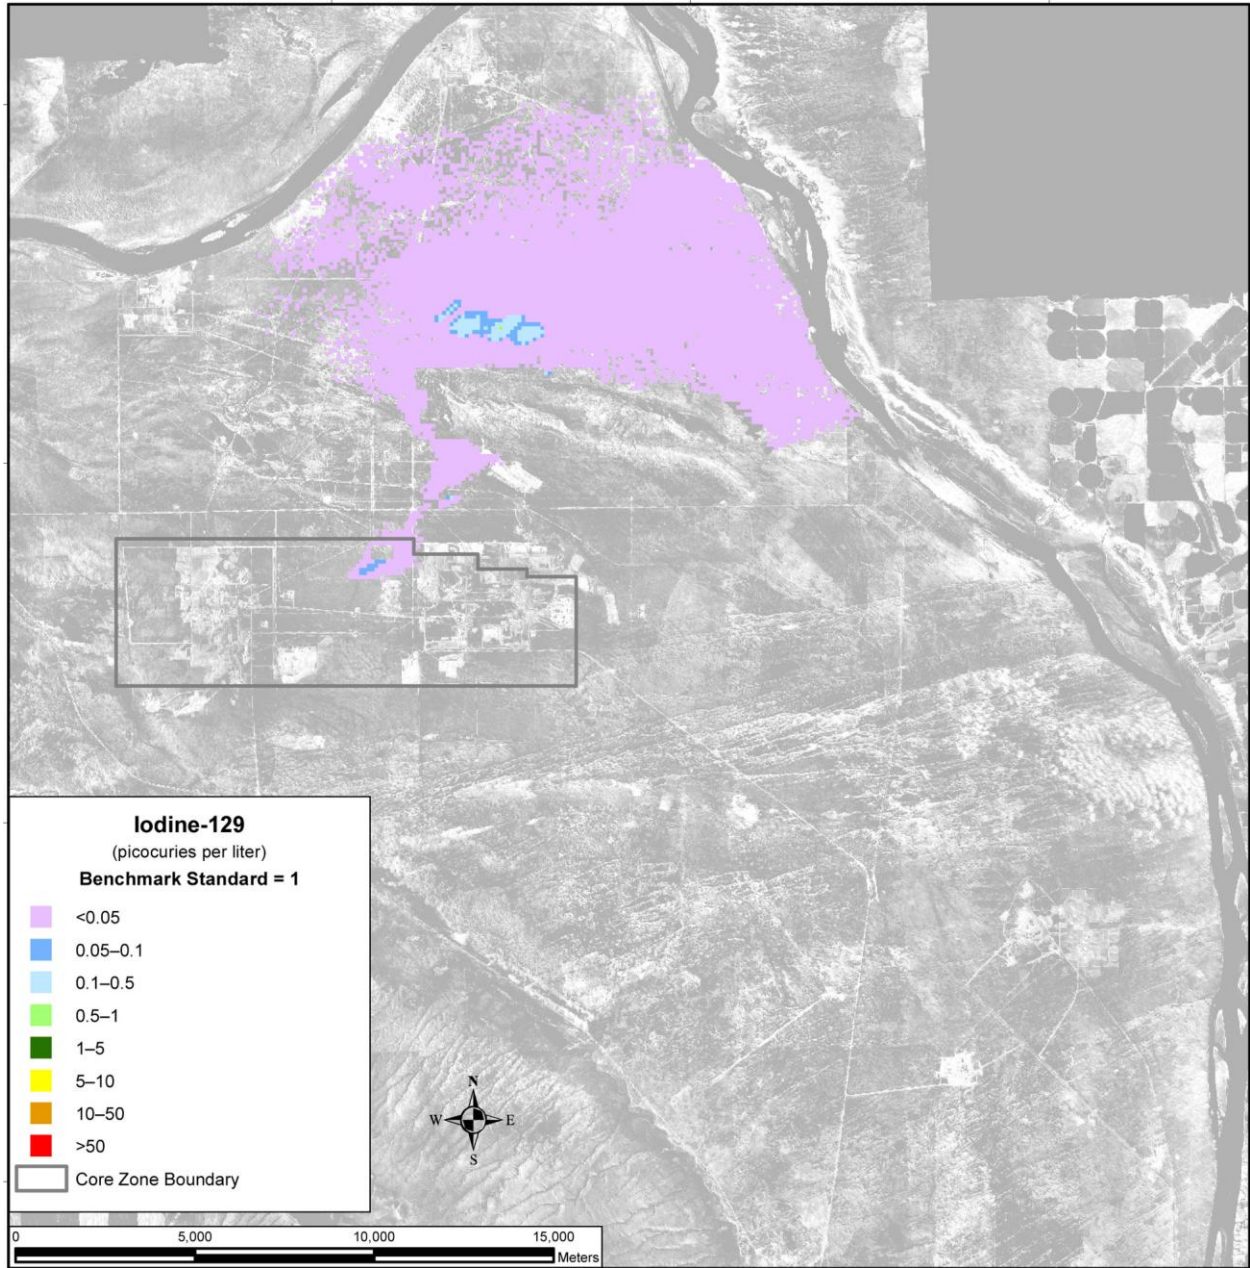 Iodine-129
(picocuries per liter)
Benchmark Standard = 1
<0.05
0.05–0.1
0.1–0.5
0.5–1
1–5
5–10
10–50
>50
Core Zone Boundary
N
W E
S
0 5,000 10,000 15,000
Meters